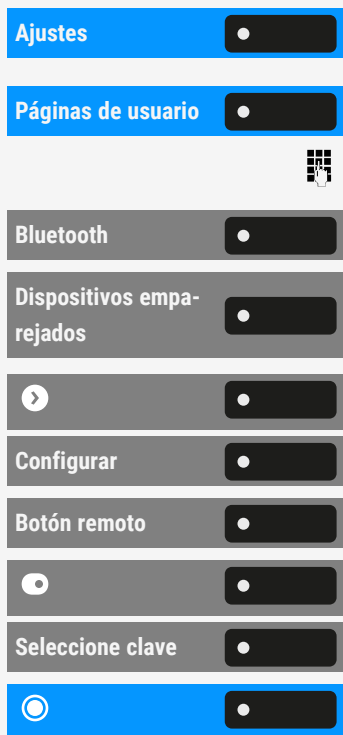 Ajustes
Páginas de usuario
Bluetooth
Dispositivos empa-
rejados
Configurar
Botón remoto
Seleccione clave